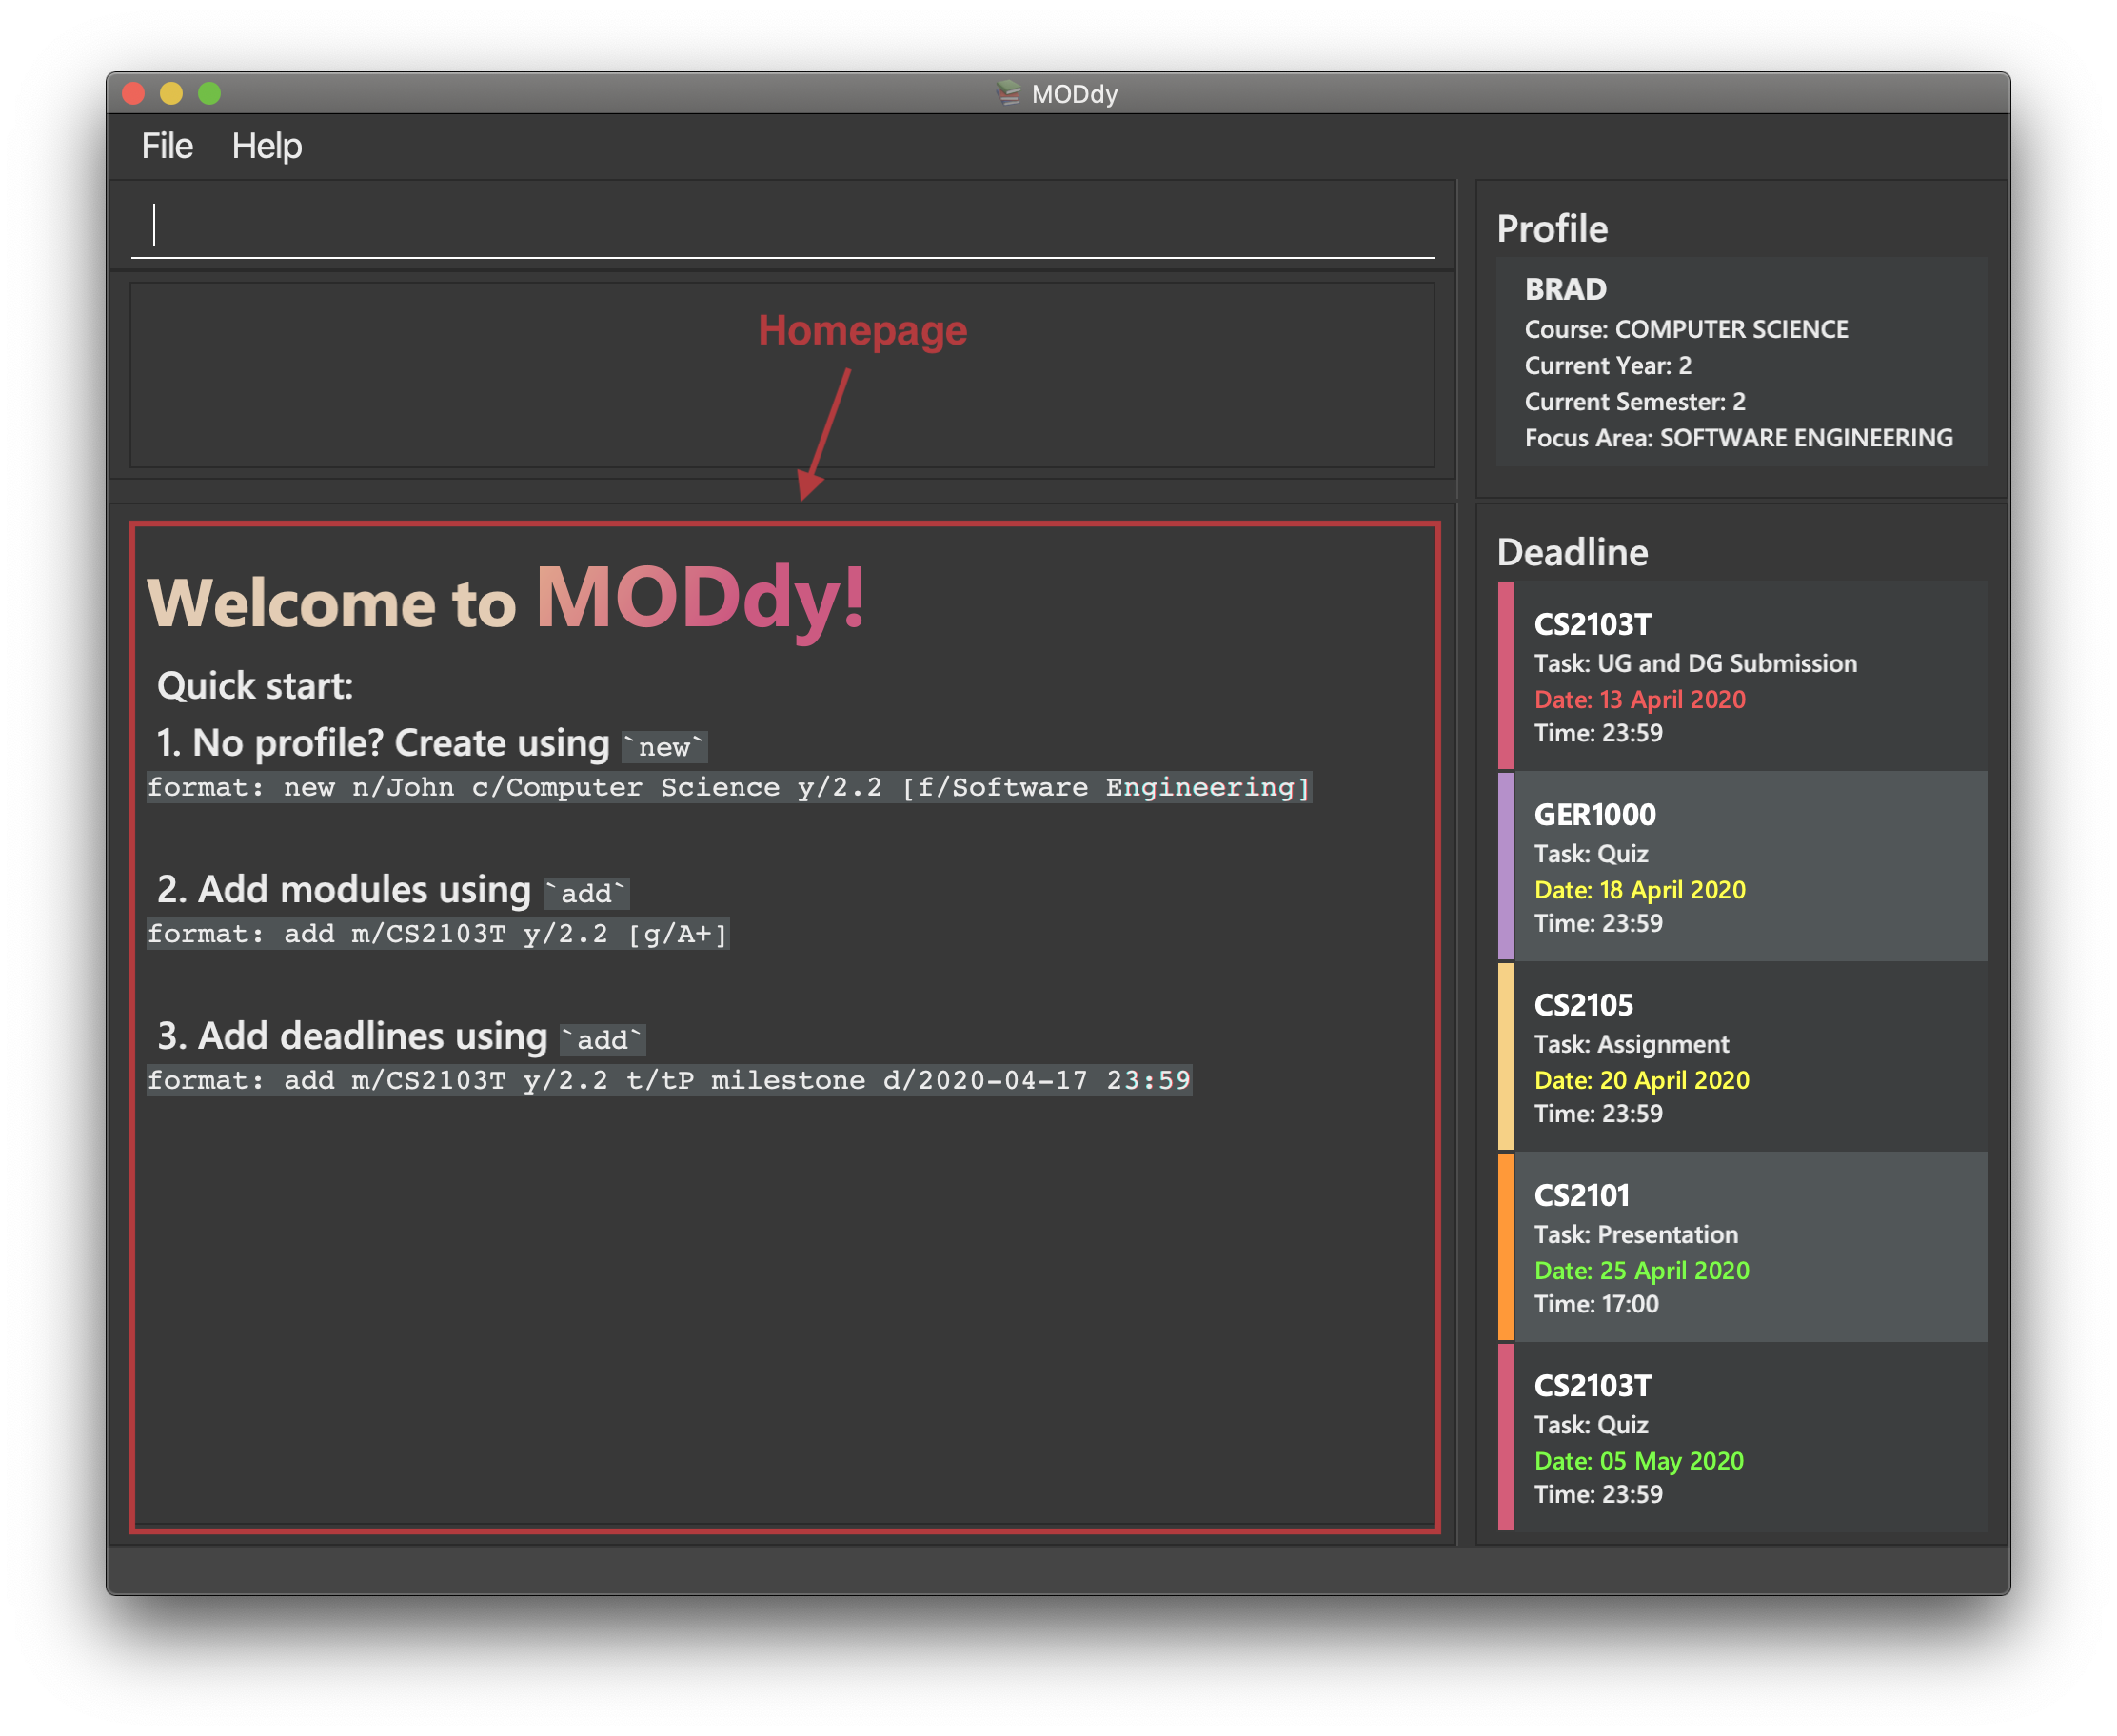 MODdy
File Help
Homepage
Welcome to MODdy!
Quick start:
1. No profile? Create using `new`
format: new n/John c/Computer Science y/2.2 [f/Software Engineering]
2. Add modules using `add`
format: add m/CS2103T y/2.2 [g/A+]
3. Add deadlines using `add`
format: add m/CS2103T y/2.2 t/tP milestone d/2020-04-17 23:59
Profile
BRAD
Course: COMPUTER SCIENCE
Current Year: 2
Current Semester: 2
Focus Area: SOFTWARE ENGINEERING
Deadline
CS2103T
Task: UG and DG Submission
Date: 13 April 2020
Time: 23:59
GER1000
Task: Quiz
Date: 18 April 2020
Time: 23:59
CS2105
Task: Assignment
Date: 20 April 2020
Time: 23:59
CS2101
Task: Presentation
Date: 25 April 2020
Time: 17:00
CS2103T
Task: Quiz
Date: 05 May 2020
Time: 23:59